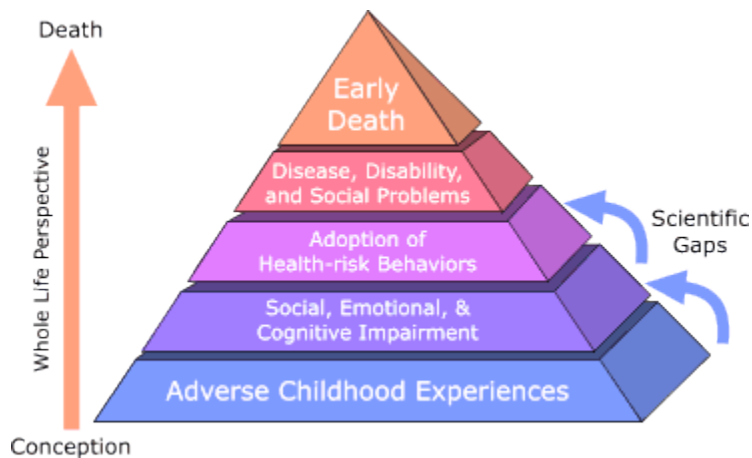 Death
Early
Death
Disease, Disability,
and Social Problems
Scientific
Gaps
Adoption of
Health-risk Behaviors
Whole Life Perspective
Social, Emotional, &
Cognitive Impairment
Adverse Childhood Experiences
Conception